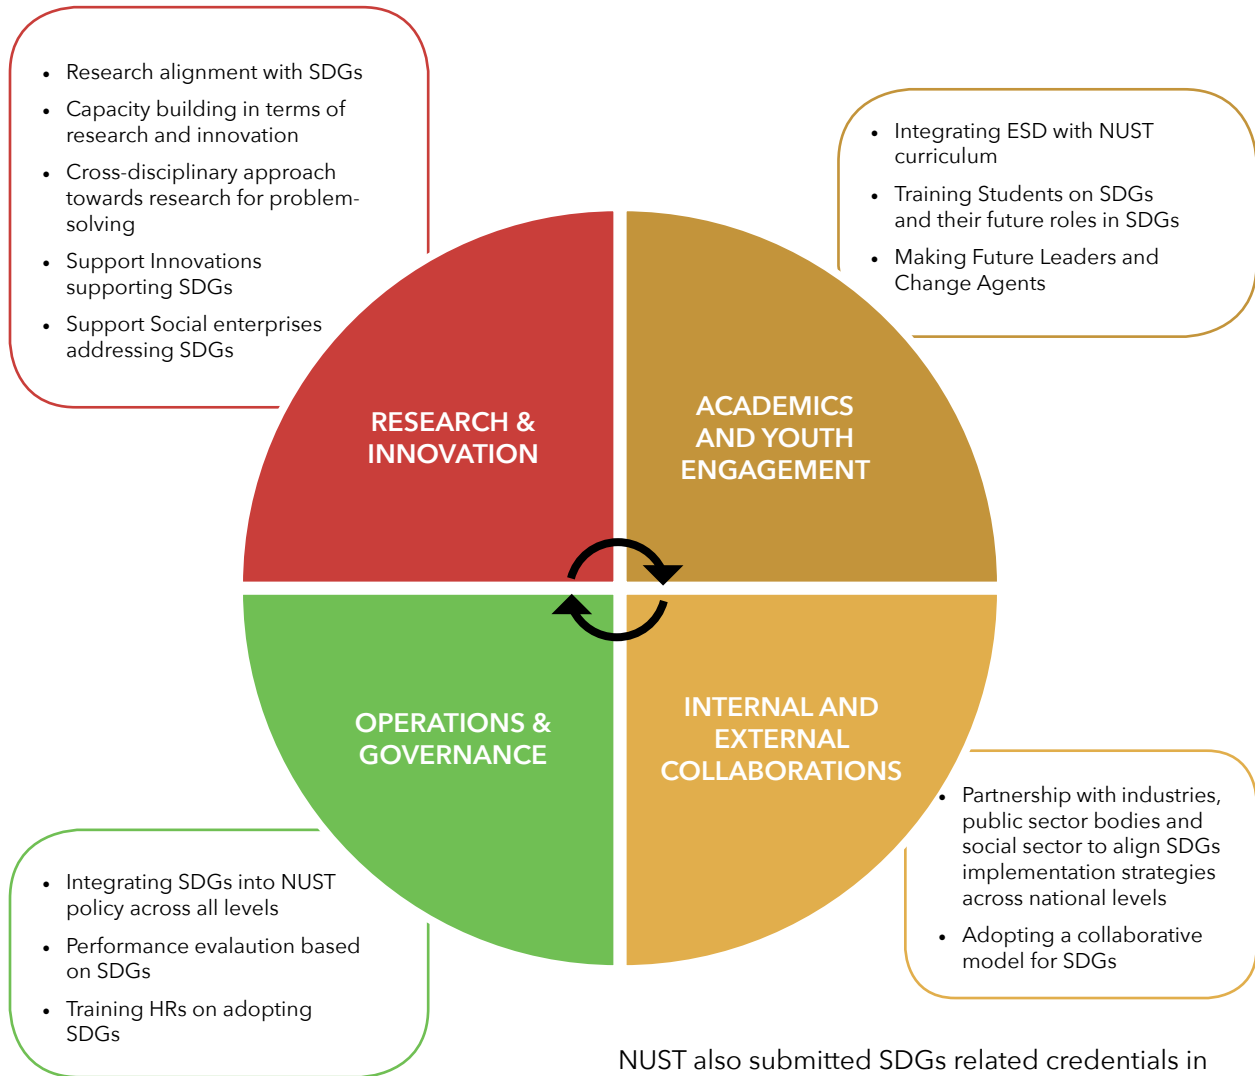 • Research alignment with SDGs
• Capacity building in terms of
research and innovation
• Cross-disciplinary approach
towards research for problem-
solving
• Support Innovations
supporting SDGs
• Support Social enterprises
addressing SDGs
• Integrating ESD with NUST
curriculum
• Training Students on SDGs
and their future roles in SDGs
• Making Future Leaders and
Change Agents
RESEARCH &
INNOVATION
ACADEMICS
AND YOUTH
ENGAGEMENT
OPERATIONS &
GOVERNANCE
INTERNAL AND
EXTERNAL
COLLABORATIONS
• Integrating SDGs into NUST
policy across all levels
• Performance evalaution based
on SDGs
• Training HRs on adopting
SDGs
• Partnership with industries,
public sector bodies and
social sector to align SDGs
implementation strategies
across national levels
• Adopting a collaborative
model for SDGs
NUST also submitted SDGs related credentials in